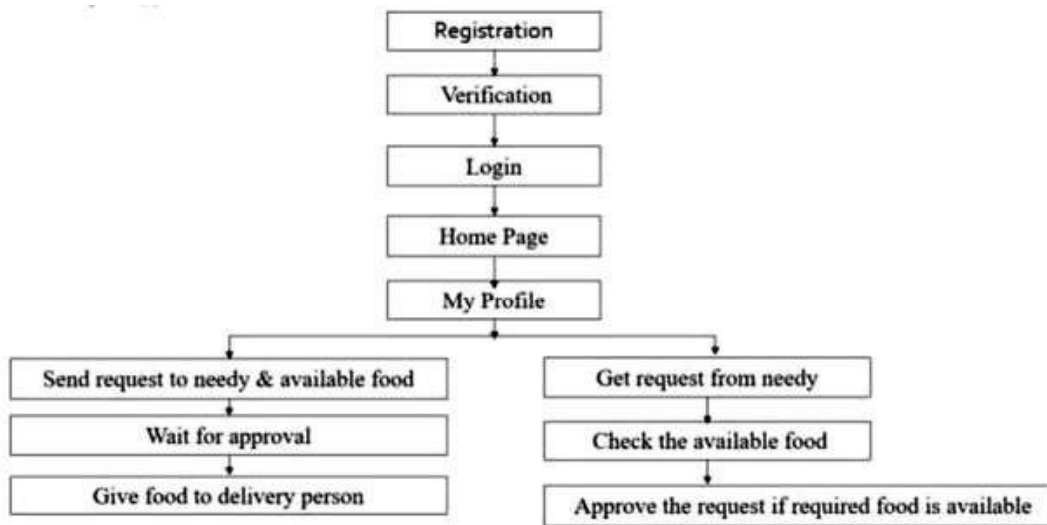 Registration
Verification
Login
Home Page
My Profile
Send request to needy & available food
Wait for approval
Give food to delivery person
Get request from needy
Check the available food
Approve the request if required food is available